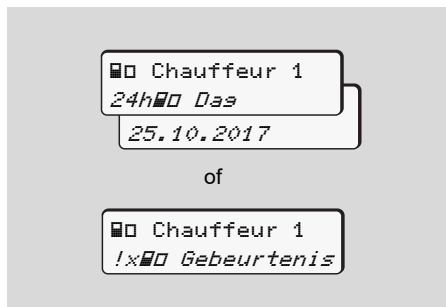 Chauffeur 1
24h Dag
25.10.2017
of
Chauffeur 1
!x Gebeurtenis